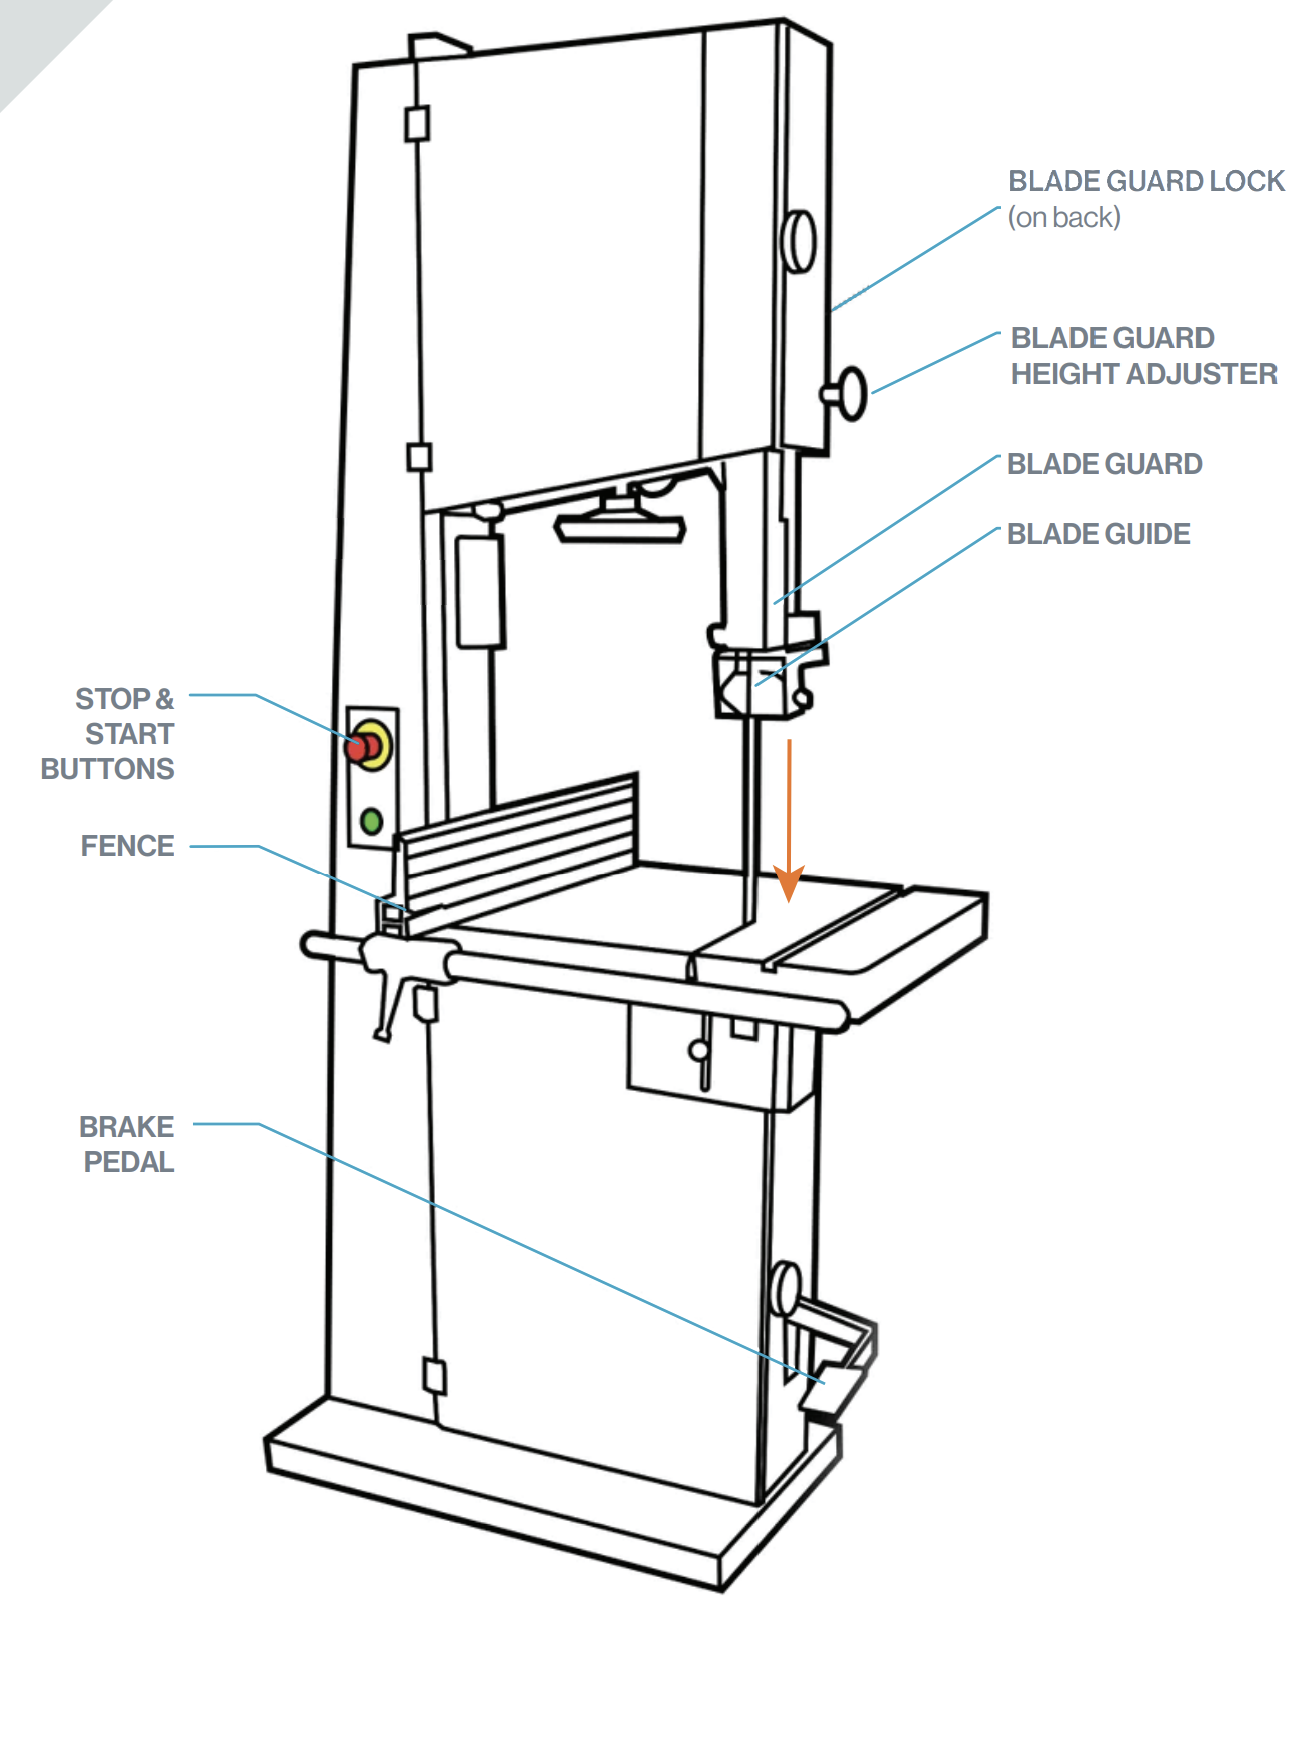 BLADE GUARD LOCK
(on back)
BLADE GUARD
HEIGHT ADJUSTER
BLADE GUARD
BLADE GUIDE
STOP &
START
BUTTONS
FENCE
BRAKE
PEDAL